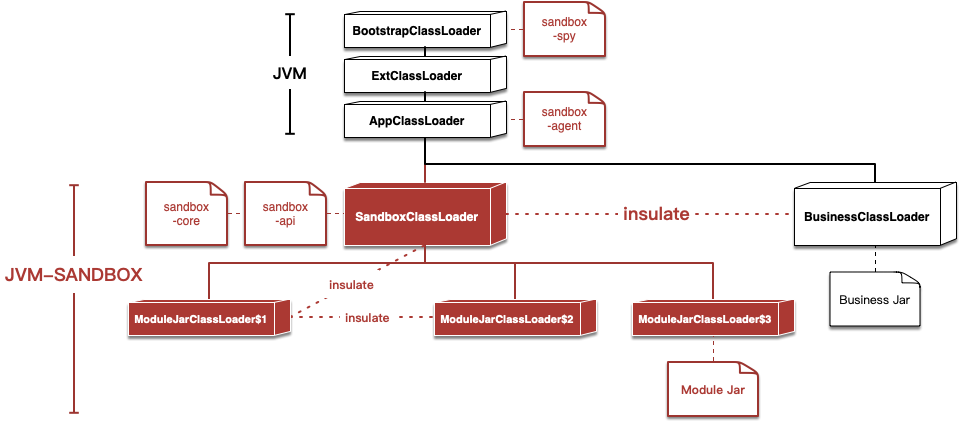 BootstrapClassLoader
sandbox
-spy
JVM
ExtClassLoader
AppClassLoader
sandbox
-agent
sandbox
-core
sandbox
-api
SandboxClassLoader
insulate
BusinessClassLoader
JVM-SANDBOX
insulate
Business Jar
ModuleJarClassLoader$1
insulate
ModuleJarClassLoader$2
ModuleJarClassLoader$3
Module Jar